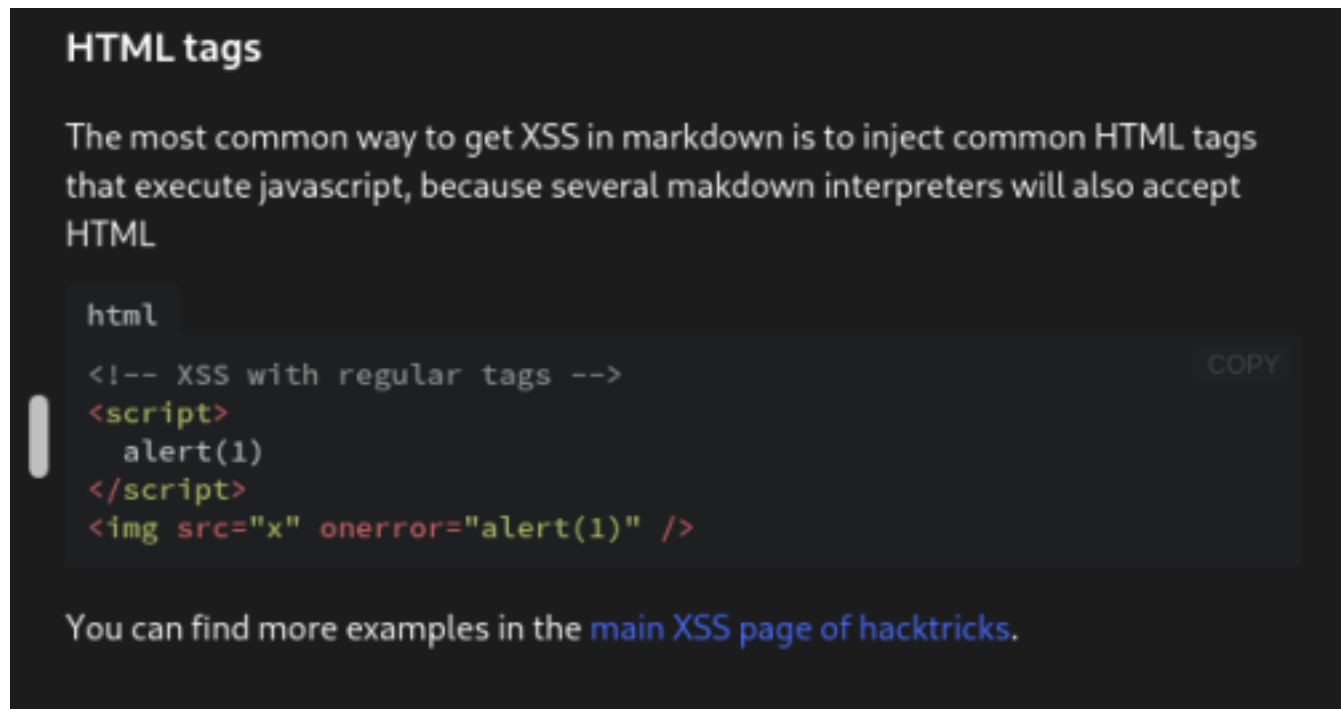 HTML tags
The most common way to get XSS in markdown is to inject common HTML tags
that execute javascript, because several makdown interpreters will also accept
HTML
html
COPY
<!-- XSS with regular tags -->
<script>
  alert(1)
</script>
<img src="x" onerror="alert(1)" />
You can find more examples in the main XSS page of hacktricks.